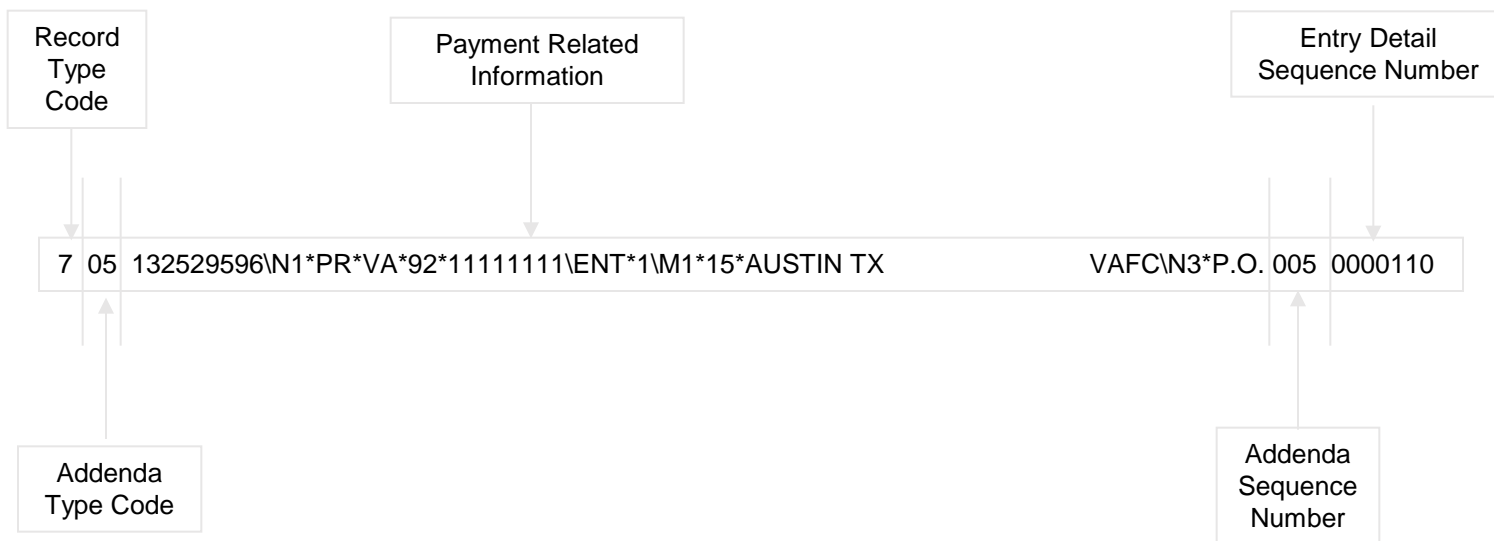 Record
Type
Code
Payment Related
Information
Entry Detail
Sequence Number
7 05 132529596\N1*PR*VA*92*11111111\ENT*1\M1*15*AUSTIN TX VAFC\N3*P.O. 005 0000110
Addenda
Type Code
Addenda
Sequence
Number